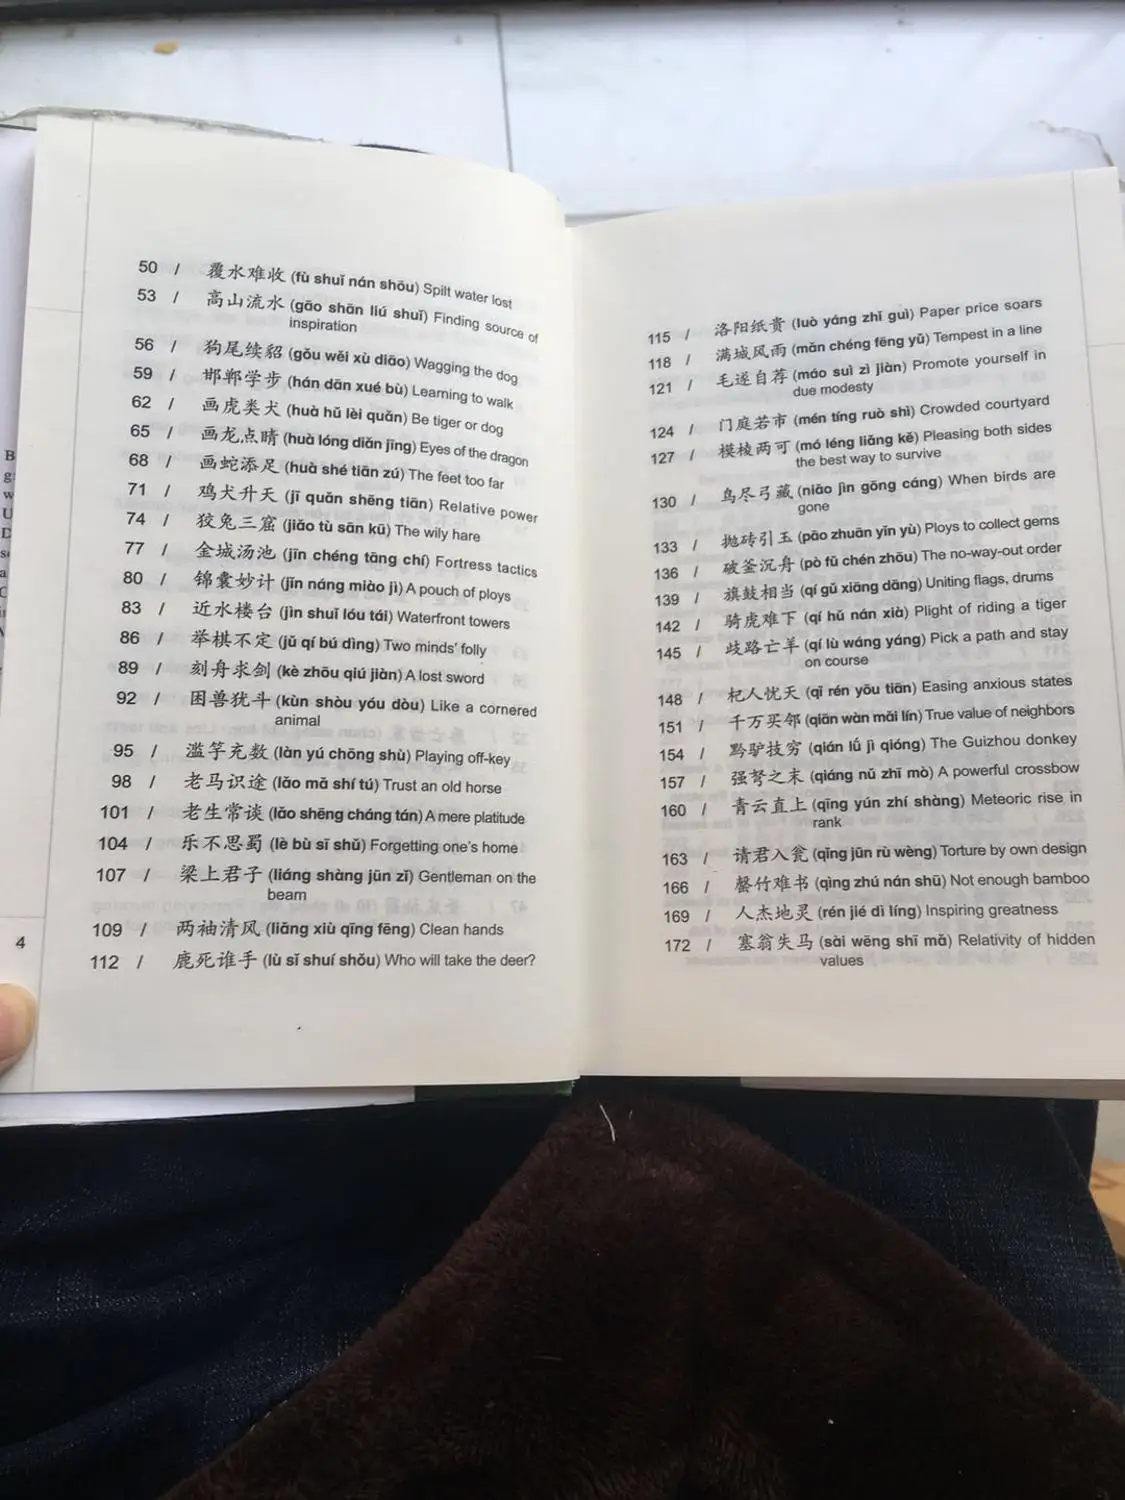 50 / 覆水难收 (fù shuǐ nán shōu) Spilt water lost
53 / 高山流水 (gāo shān liú shuǐ) Finding source of
inspiration
56 / 狗尾续貂 (gǒu wěi xù diāo) Wagging the dog
59 / 邯郸学步 (hán dān xué bù) Learning to walk
62 / 画虎类犬 (huà hǔ lèi quǎn) Be tiger or dog
65 / 画龙点睛 (huà lóng diǎn jīng) Eyes of the dragon
68 / 画蛇添足 (huà shé tiān zú) The feet too far
71 / 鸡犬升天 (jī quǎn shēng tiān) Relative power
74 / 狡兔三窟 (jiǎo tù sān kū) The wily hare
77 / 金城汤池 (jīn chéng tāng chí) Fortress tactics
80 / 锦囊妙计 (jǐn náng miào jì) A pouch of ploys
83 / 近水楼台 (jìn shuǐ lóu tái) Waterfront towers
86 / 举棋不定 (jǔ qí bú dìng) Two minds' folly
89 / 刻舟求剑 (kè zhōu qiú jiàn) A lost sword
92 / 困兽犹斗 (kùn shòu yóu dòu) Like a cornered
animal
95 / 滥竽充数 (làn yú chōng shù) Playing off-key
98 / 老马识途 (lǎo mǎ shí tú) Trust an old horse
101 / 老生常谈 (lǎo shēng cháng tán) A mere platitude
104 / 乐不思蜀 (lè bù sī shǔ) Forgetting one's home
107 / 梁上君子 (liáng shàng jūn zǐ) Gentleman on the
beam
109 / 两袖清风 (liǎng xiù qīng fēng) Clean hands
112 / 鹿死谁手 (lù sǐ shuí shǒu) Who will take the deer?
4
115 / 洛阳纸贵 (luò yáng zhǐ guì) Paper price soars
118 / 满城风雨 (mǎn chéng fēng yǔ) Tempest in a line
121 / 毛遂自荐 (máo suì zì jiàn) Promote yourself in
due modesty
124 / 门庭若市 (mén tíng ruò shì) Crowded courtyard
127 / 模棱两可 (mó léng liǎng kě) Pleasing both sides
the best way to survive
130 / 鸟尽弓藏 (niǎo jìn gōng cáng) When birds are
gone
133 / 抛砖引玉 (pāo zhuān yǐn yù) Ploys to collect gems
136 / 破釜沉舟 (pò fǔ chén zhōu) The no-way-out order
139 / 旗鼓相当 (qí gǔ xiāng dāng) Uniting flags, drums
142 / 骑虎难下 (qí hǔ nán xià) Plight of riding a tiger
145 / 歧路亡羊 (qí lù wáng yáng) Pick a path and stay
on course
148 / 杞人忧天 (qǐ rén yōu tiān) Easing anxious states
151 / 千万买邻 (qiān wàn mǎi lín) True value of neighbors
154 / 黔驴技穷 (qián lǘ jì qióng) The Guizhou donkey
157 / 强弩之末 (qiáng nǔ zhī mò) A powerful crossbow
160 / 青云直上 (qīng yún zhí shàng) Meteoric rise in
rank
163 / 请君入瓮 (qǐng jūn rù wèng) Torture by own design
166 / 罄竹难书 (qìng zhú nán shū) Not enough bamboo
169 / 人杰地灵 (rén jié dì líng) Inspiring greatness
172 / 塞翁失马 (sài wēng shī mǎ) Relativity of hidden
values